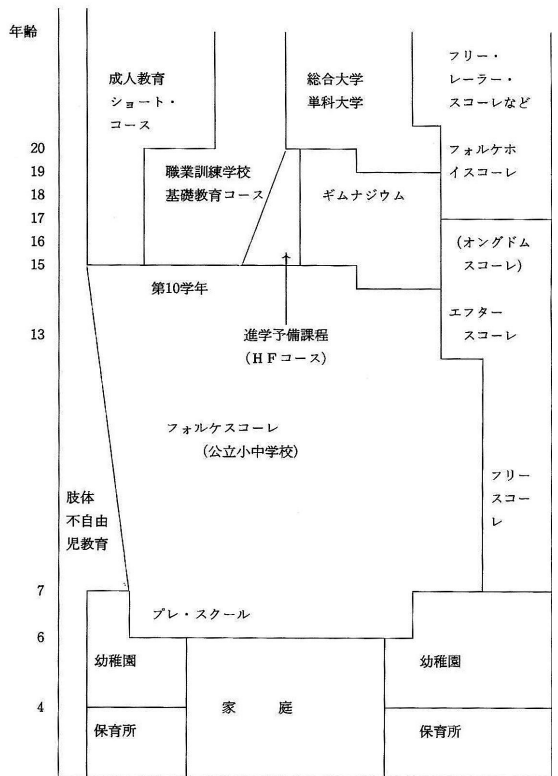 年齢
成人教育
ショート・
コース
総合大学
単科大学
フリー・
レーラー・
スコーレなど
20
19
18
17
16
15
13
7
6
4
職業訓練学校
基礎教育コース
ギムナジウム
フォルケホ
イスコーレ
(オングドム
スコーレ)
第10学年
進学予備課程
(HFコース)
エフター
スコーレ
フォルケスコーレ
(公立小中学校)
フリー
スコー
レ
肢体
不自由
児教育
プレ・スクール
幼稚園
幼稚園
家庭
保育所
保育所